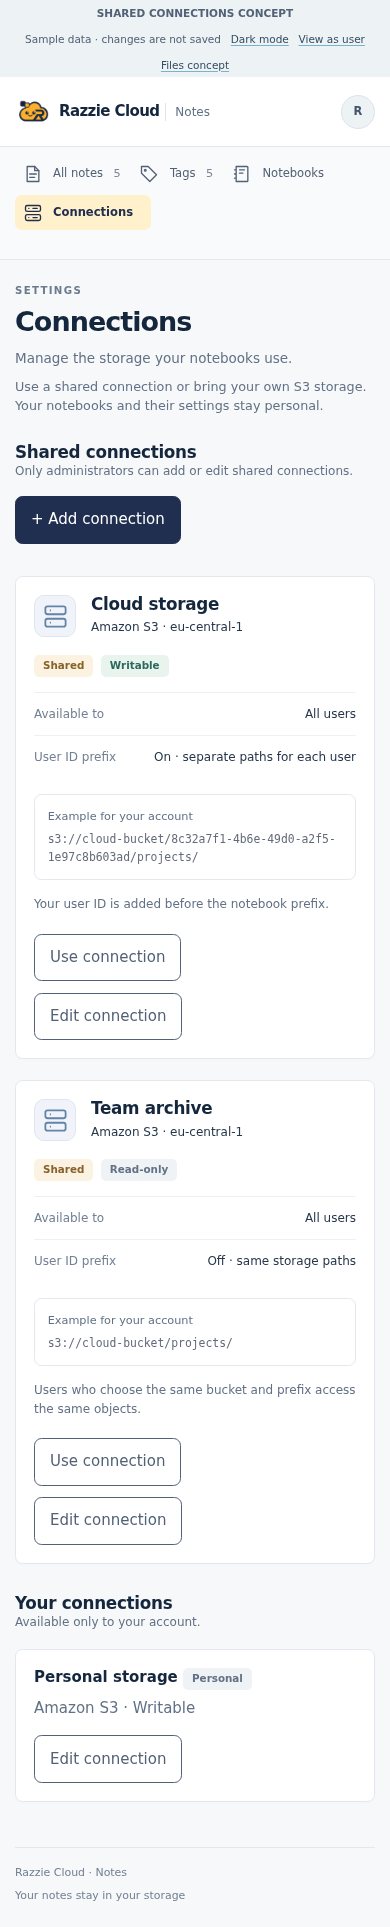 SHARED CONNECTIONS CONCEPT
Sample data · changes are not saved Dark mode View as user
Files concept
Razzie Cloud Notes R
All notes 5 Tags 5 Notebooks
Connections
SETTINGS
Connections
Manage the storage your notebooks use.
Use a shared connection or bring your own S3 storage.
Your notebooks and their settings stay personal.
Shared connections
Only administrators can add or edit shared connections.
+ Add connection
Cloud storage
Amazon S3 · eu-central-1
Shared Writable
Available to All users
User ID prefix On · separate paths for each user
Example for your account
s3://cloud-bucket/8c32a7f1-4b6e-49d0-a2f5-
1e97c8b603ad/projects/
Your user ID is added before the notebook prefix.
Use connection
Edit connection
Team archive
Amazon S3 · eu-central-1
Shared Read-only
Available to All users
User ID prefix Off · same storage paths
Example for your account
s3://cloud-bucket/projects/
Users who choose the same bucket and prefix access
the same objects.
Use connection
Edit connection
Your connections
Available only to your account.
Personal storage Personal
Amazon S3 · Writable
Edit connection
Razzie Cloud · Notes
Your notes stay in your storage